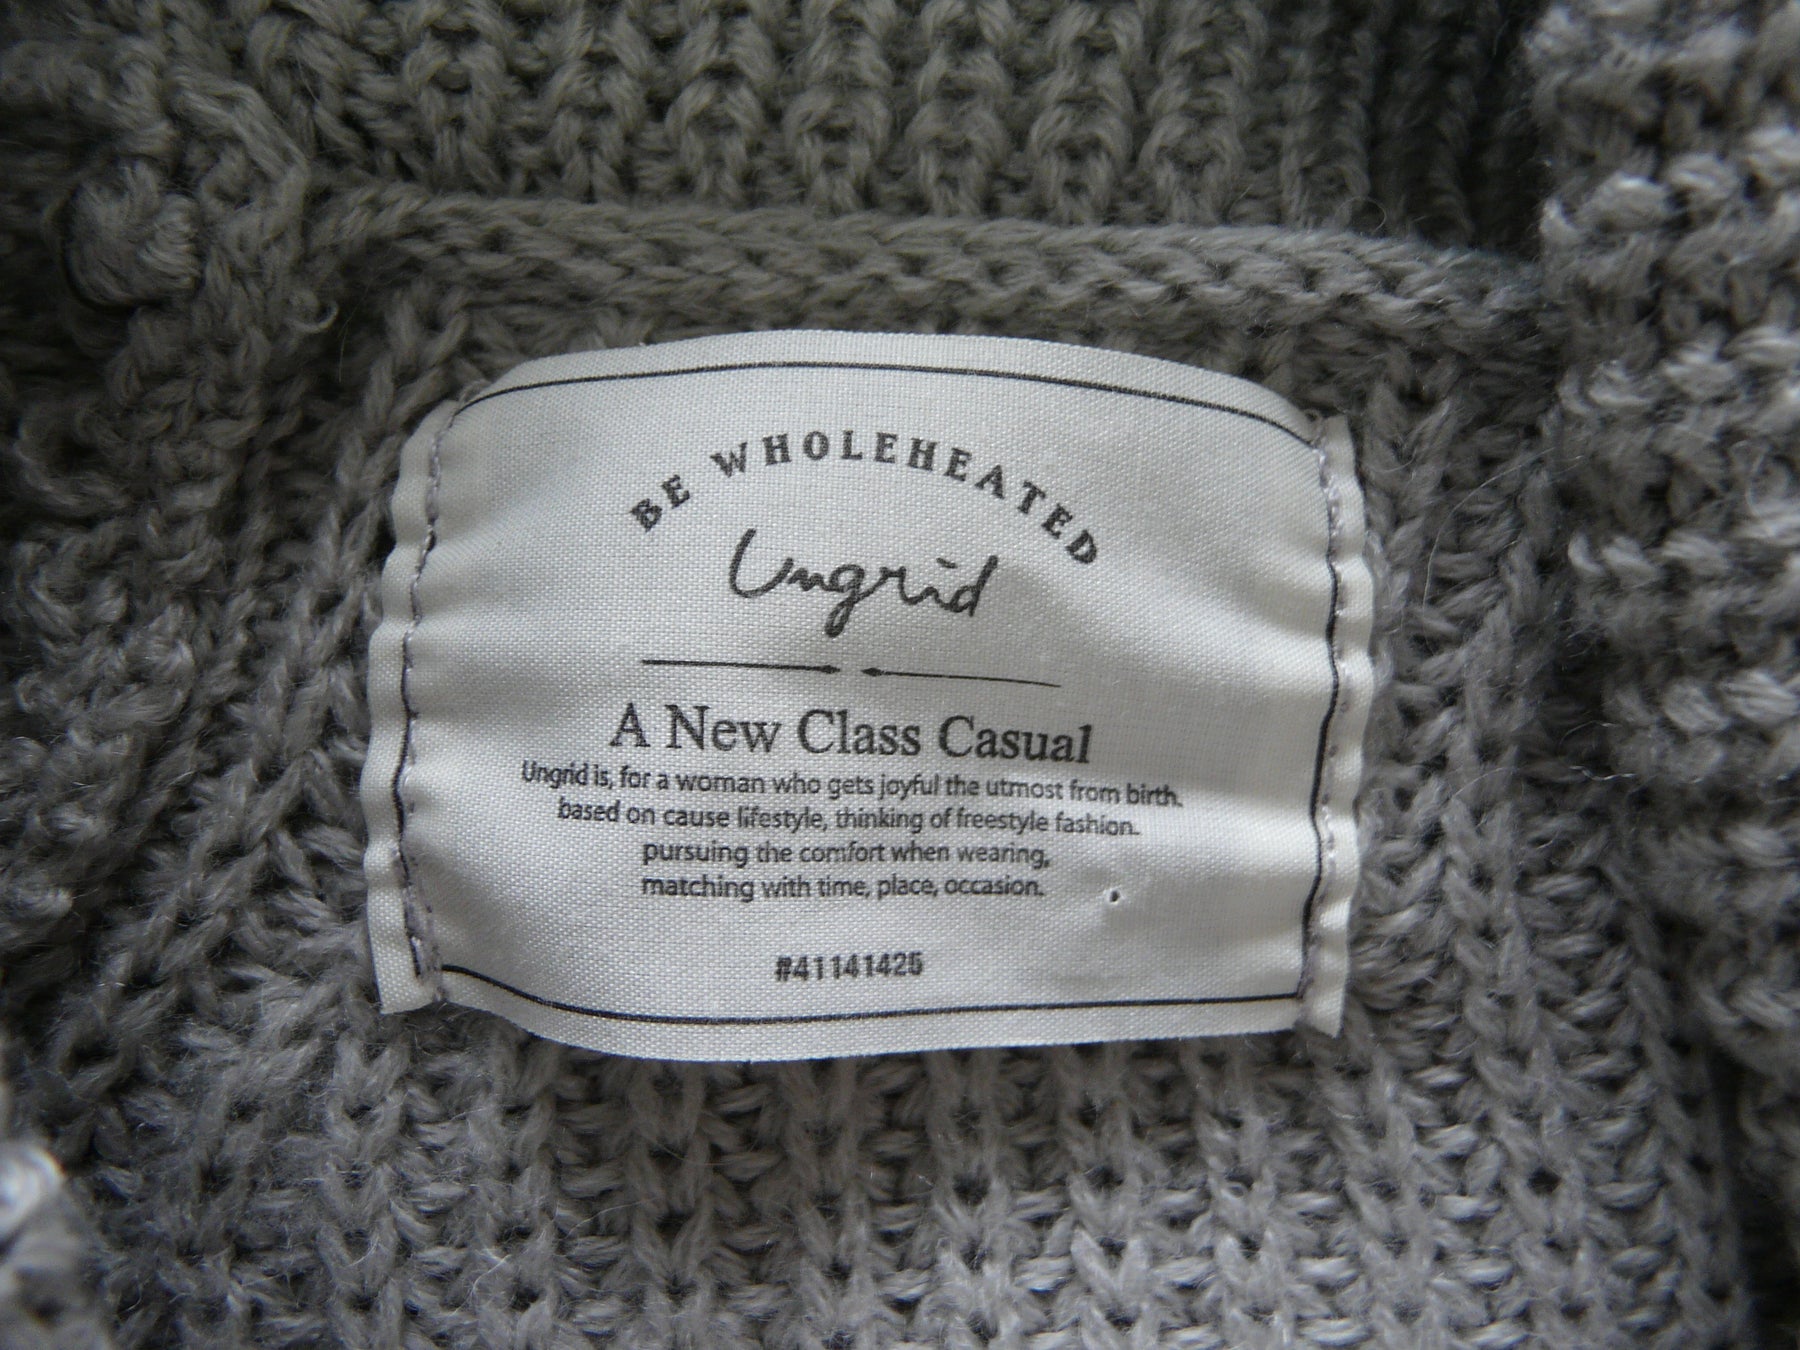 BE WHOLEHEATED
Ungrid
A New Class Casual
Ungrid is, for a woman who gets joyful the utmost from birth.
based on cause lifestyle, thinking of freestyle fashion.
pursuing the comfort when wearing,
matching with time, place, occasion.
#41141425